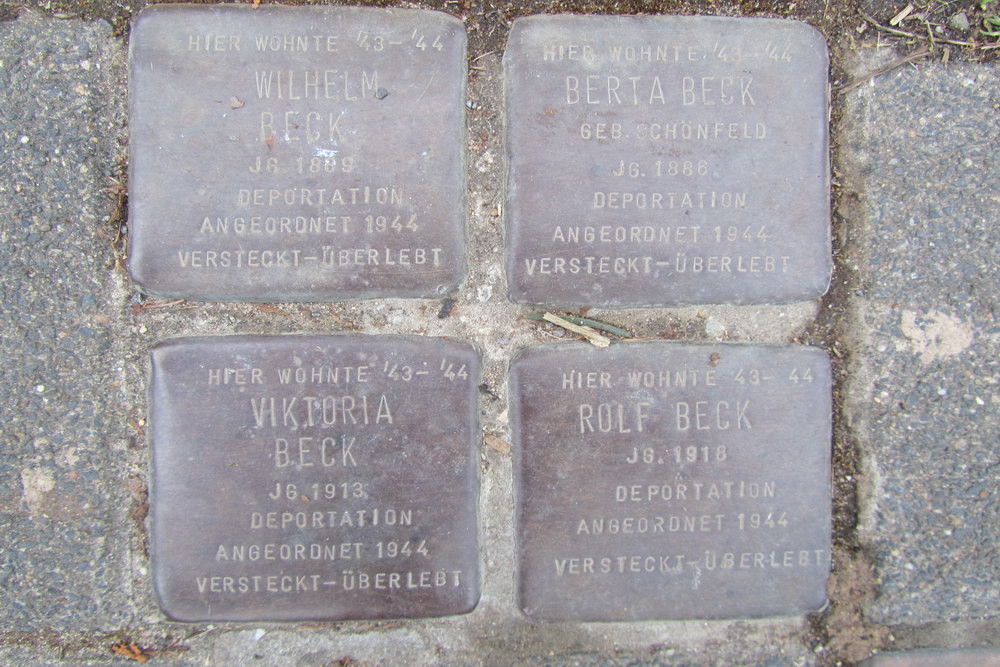 HIER WOHNTE '43-'44
WILHELM
BECK
JG. 1889
DEPORTATION
ANGEORDNET 1944
VERSTECKT-ÜBERLEBT
HIER WOHNTE '43-'44
BERTA BECK
GEB. SCHÖNFELD
JG. 1886
DEPORTATION
ANGEORDNET 1944
VERSTECKT-ÜBERLEBT
HIER WOHNTE '43-'44
VIKTORIA
BECK
JG. 1913
DEPORTATION
ANGEORDNET 1944
VERSTECKT-ÜBERLEBT
HIER WOHNTE '43-'44
ROLF BECK
JG. 1918
DEPORTATION
ANGEORDNET 1944
VERSTECKT-ÜBERLEBT